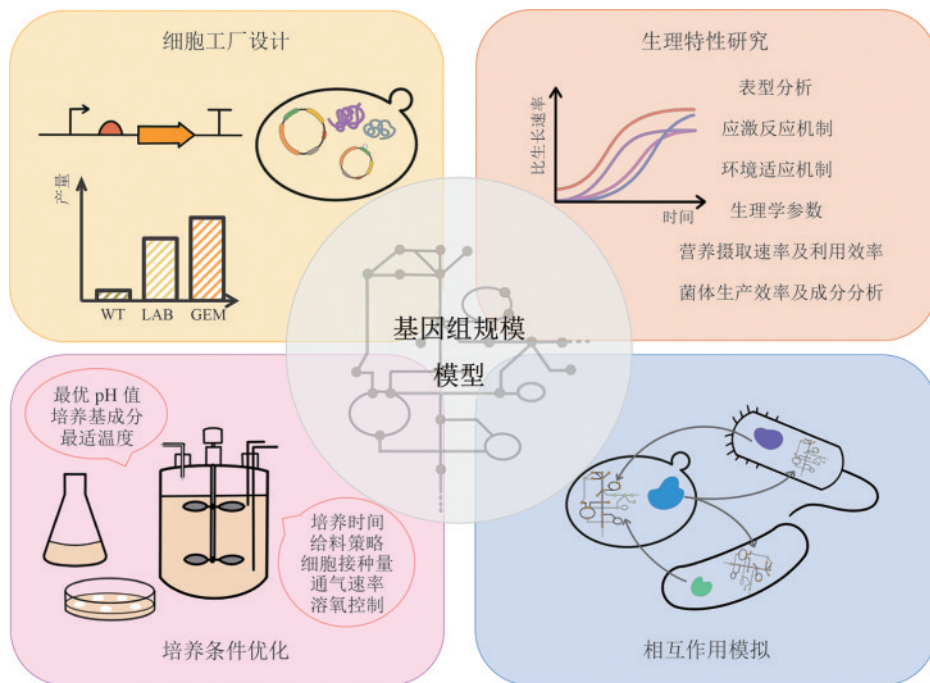 细胞工厂设计
产量
WT
LAB
GEM
生理特性研究
比生长速率
时间
表型分析
应激反应机制
环境适应机制
生理学参数
营养摄取速率及利用效率
菌体生产效率及成分分析
基因组规模
模型
最优 pH 值
培养基成分
最适温度
培养时间
给料策略
细胞接种量
通气速率
溶氧控制
培养条件优化
相互作用模拟